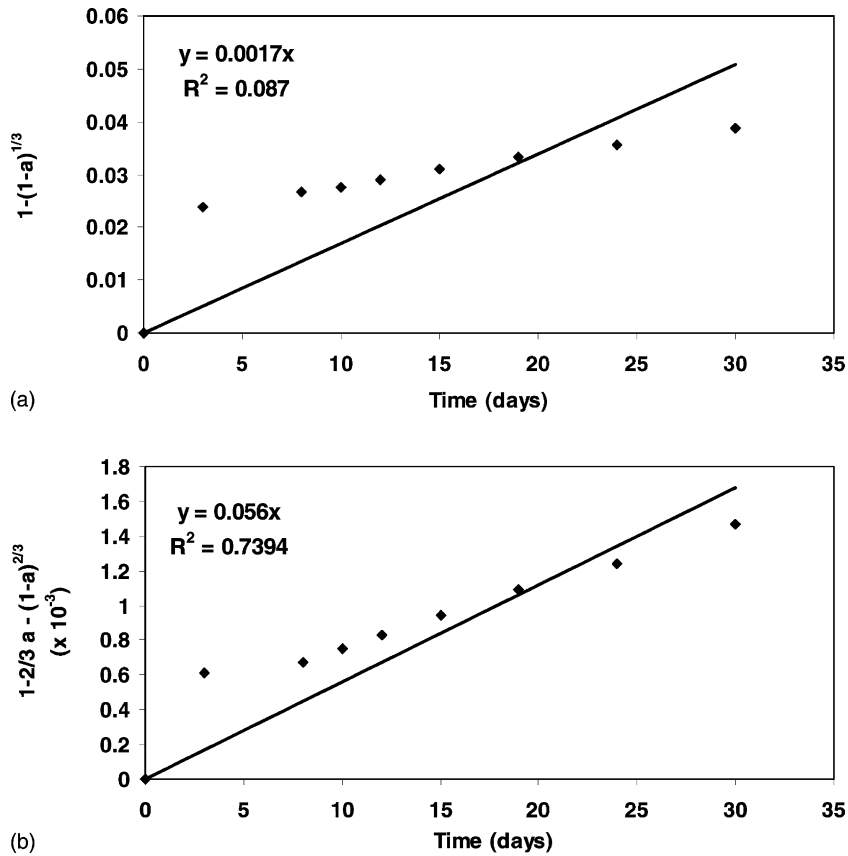 0.06
0.05
0.04
0.03
0.02
0.01
0
1-(1-a)^1/3
y = 0.0017x
R² = 0.087
0 5 10 15 20 25 30 35
Time (days)
(a)
1.8
1.6
1.4
1.2
1
0.8
0.6
0.4
0.2
0
1-2/3 a - (1-a)^2/3
(x 10^-3)
y = 0.056x
R² = 0.7394
0 5 10 15 20 25 30 35
Time (days)
(b)